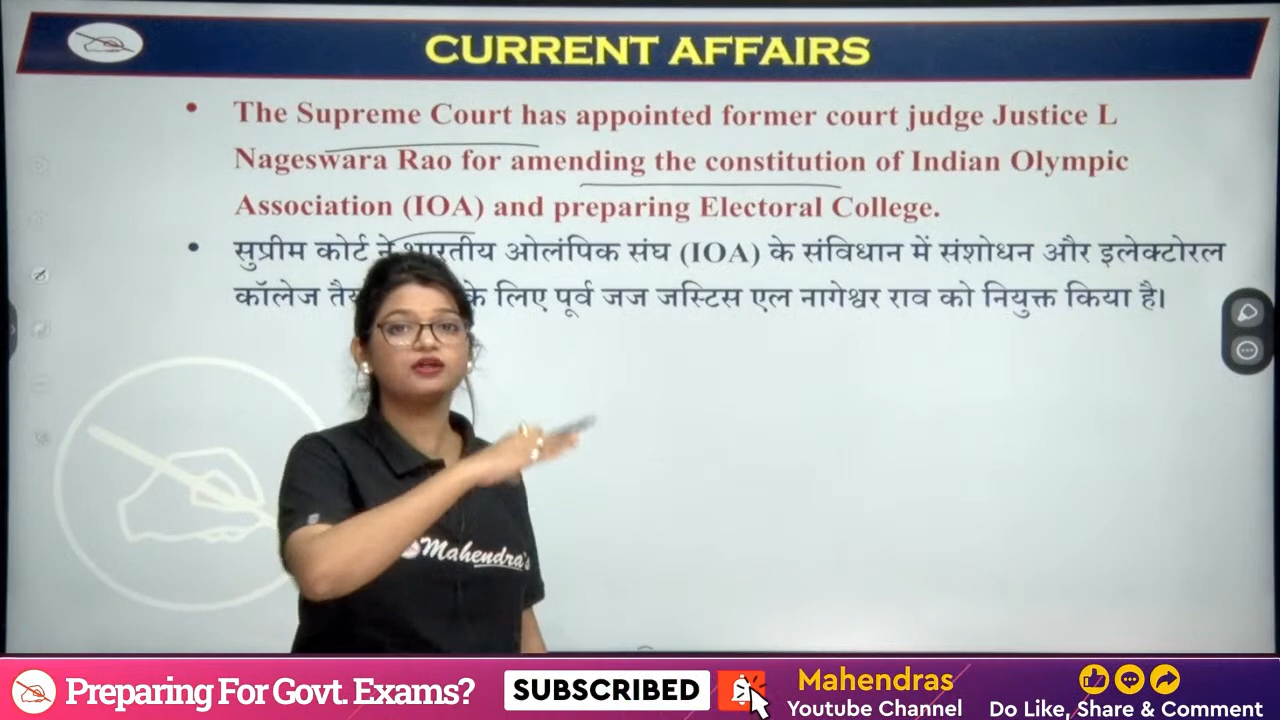 CURRENT AFFAIRS
• The Supreme Court has appointed former court judge Justice L
Nageswara Rao for amending the constitution of Indian Olympic
Association (IOA) and preparing Electoral College.
• सुप्रीम कोर्ट ने भारतीय ओलंपिक संघ (IOA) के संविधान में संशोधन और इलेक्टोरल
कॉलेज के लिए पूर्व जज जस्टिस एल नागेश्वर राव को नियुक्त किया है।
Mahendra's
Preparing For Govt. Exams?
SUBSCRIBED
Mahendras
Youtube Channel
Do Like, Share & Comment